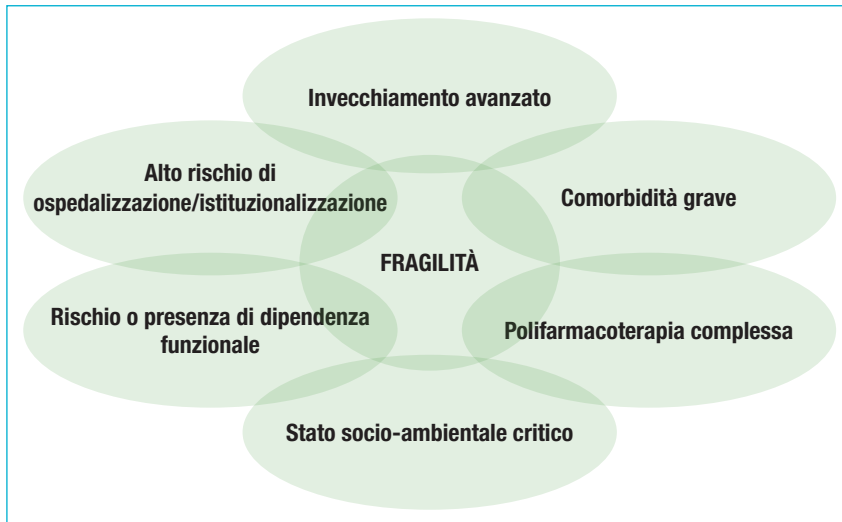 Invecchiamento avanzato
Alto rischio di
ospedalizzazione/istituzionalizzazione
Comorbidità grave
FRAGILITÀ
Rischio o presenza di dipendenza
funzionale
Polifarmacoterapia complessa
Stato socio-ambientale critico